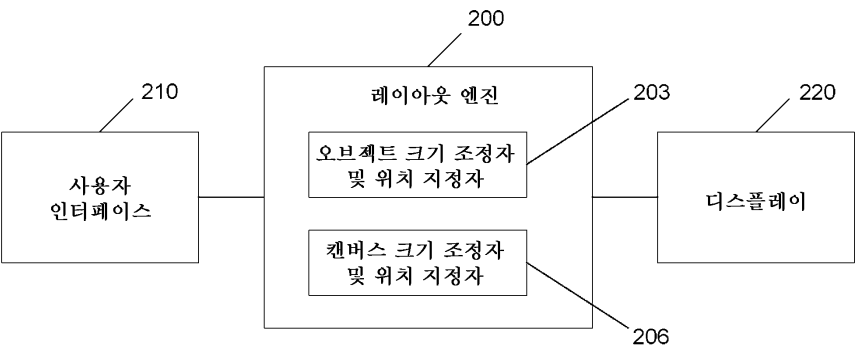 200
210
레이아웃 엔진
203
220
오브젝트 크기 조정자
및 위치 지정자
사용자
인터페이스
디스플레이
캔버스 크기 조정자
및 위치 지정자
206